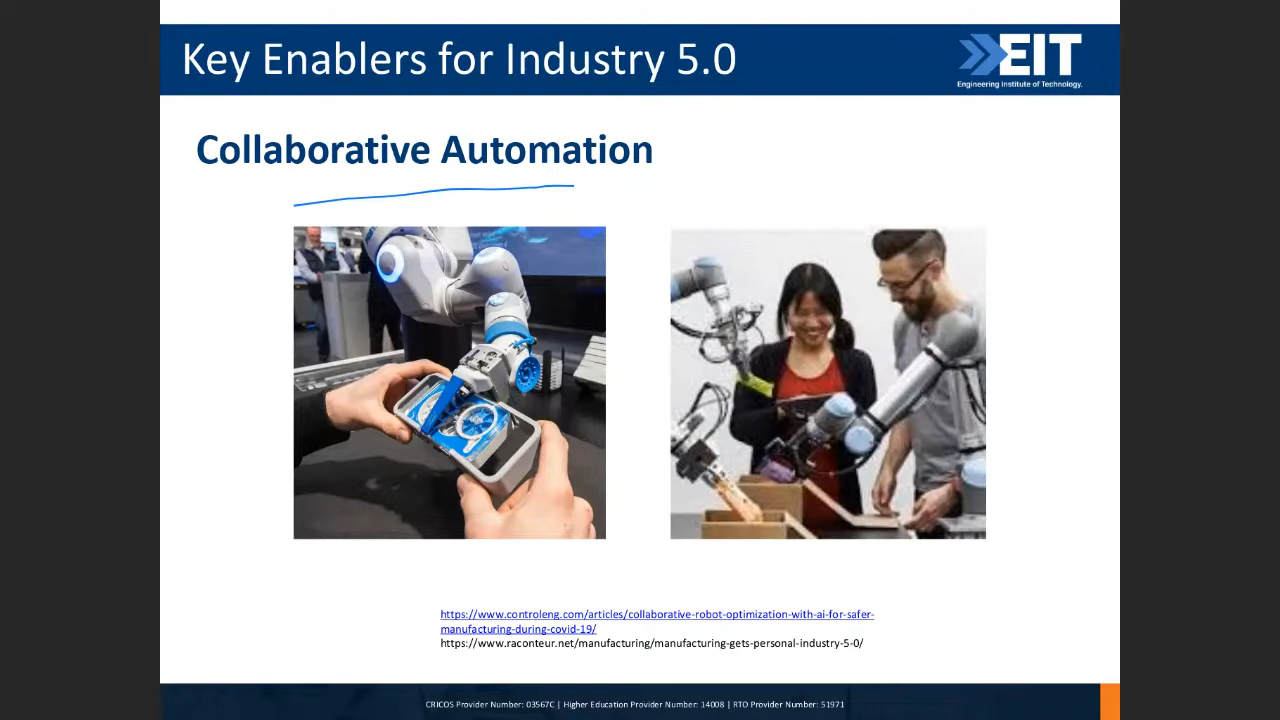 Key Enablers for Industry 5.0
EIT
Engineering Institute of Technology.
Collaborative Automation
https://www.controleng.com/articles/collaborative-robot-optimization-with-ai-for-safer-
manufacturing-during-covid-19/
https://www.raconteur.net/manufacturing/manufacturing-gets-personal-industry-5-0/
CRICOS Provider Number: 03567C | Higher Education Provider Number: 14008 | RTO Provider Number: 51971